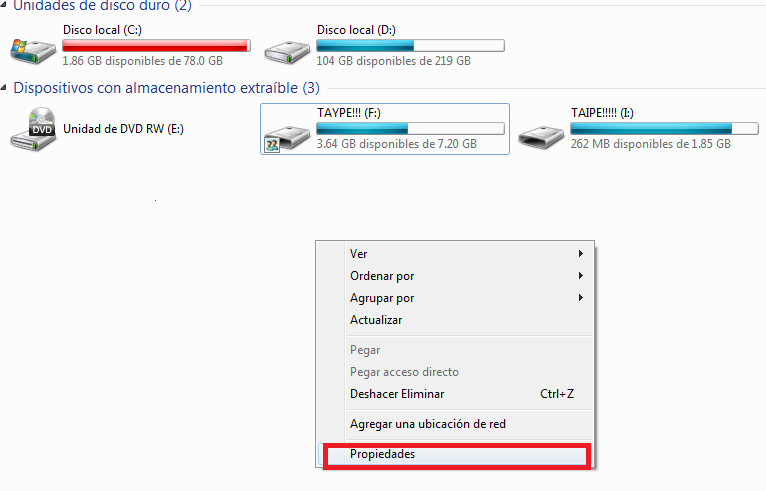 Unidades de disco duro (2)
Disco local (C:)
1.86 GB disponibles de 78.0 GB
Disco local (D:)
104 GB disponibles de 219 GB
Dispositivos con almacenamiento extraíble (3)
DVD
Unidad de DVD RW (E:)
TAYPE!!! (F:)
3.64 GB disponibles de 7.20 GB
TAIPE!!!!! (I:)
262 MB disponibles de 1.85 GB
Ver
Ordenar por
Agrupar por
Actualizar
Pegar
Pegar acceso directo
Deshacer Eliminar Ctrl+Z
Agregar una ubicación de red
Propiedades